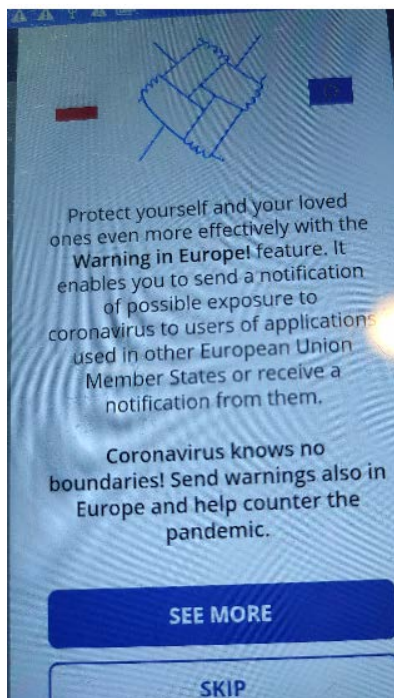 Protect yourself and your loved
ones even more effectively with the
Warning in Europe! feature. It
enables you to send a notification
of possible exposure to
coronavirus to users of applications
used in other European Union
Member States or receive a
notification from them.
Coronavirus knows no
boundaries! Send warnings also in
Europe and help counter the
pandemic.
SEE MORE
SKIP